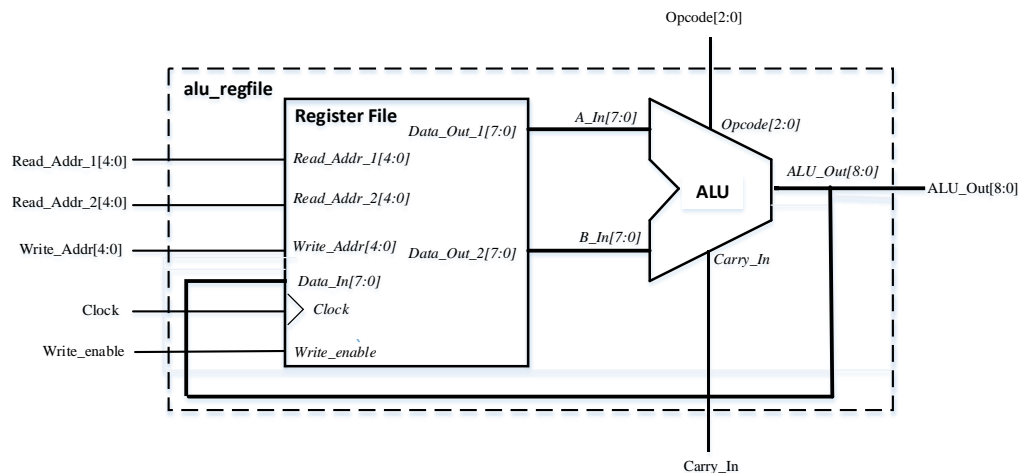 Opcode[2:0]
alu_regfile
Register File
Data_Out_1[7:0]
A_In[7:0]
Opcode[2:0]
Read_Addr_1[4:0]
Read_Addr_1[4:0]
ALU_Out[8:0]
ALU
ALU_Out[8:0]
Read_Addr_2[4:0]
Read_Addr_2[4:0]
Write_Addr[4:0]
Write_Addr[4:0]
Data_Out_2[7:0]
B_In[7:0]
Carry_In
Data_In[7:0]
Clock
Clock
Write_enable
Write_enable
Carry_In